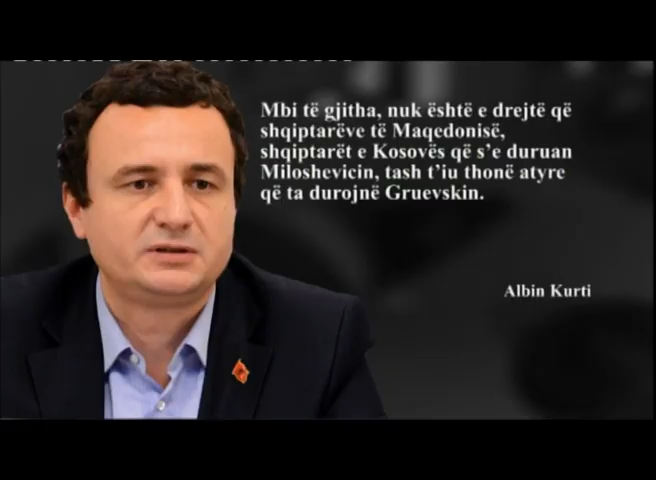 Mbi të gjitha, nuk është e drejtë që
shqiptarëve të Maqedonisë,
shqiptarët e Kosovës që s'e duruan
Miloshevicin, tash t'iu thonë atyre
që ta durojnë Gruevskin.
Albin Kurti